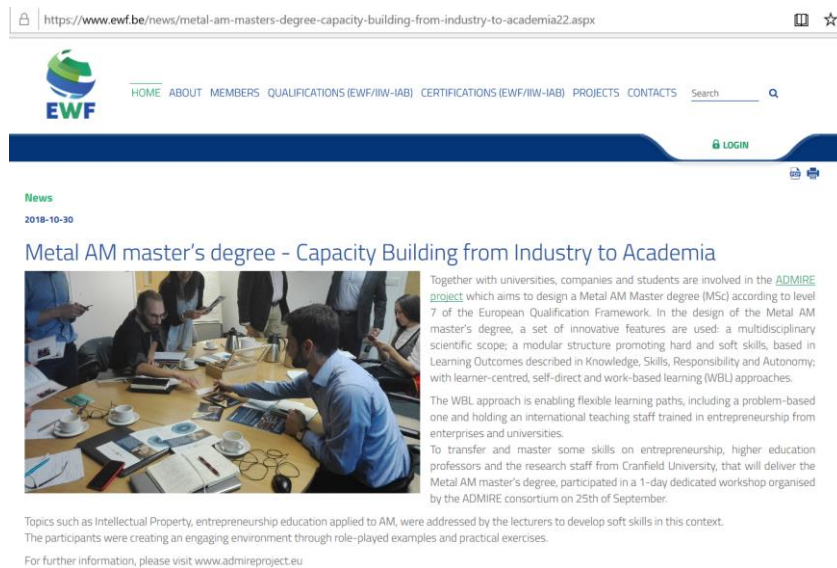 https://www.ewf.be/news/metal-am-masters-degree-capacity-building-from-industry-to-academia22.aspx
EWF
HOME ABOUT MEMBERS QUALIFICATIONS (EWF/IIW-IAB) CERTIFICATIONS (EWF/IIW-IAB) PROJECTS CONTACTS Search
LOGIN
News
2018-10-30
Metal AM master's degree - Capacity Building from Industry to Academia
Together with universities, companies and students are involved in the ADMIRE
project which aims to design a Metal AM Master degree (MSc) according to level
7 of the European Qualification Framework. In the design of the Metal AM
master's degree, a set of innovative features are used: a multidisciplinary
scientific scope; a modular structure promoting hard and soft skills, based in
Learning Outcomes described in Knowledge, Skills, Responsibility and Autonomy;
with learner-centred, self-direct and work-based learning (WBL) approaches.
The WBL approach is enabling flexible learning paths, including a problem-based
one and holding an international teaching staff trained in entrepreneurship from
enterprises and universities.
To transfer and master some skills on entrepreneurship, higher education
professors and the research staff from Cranfield University, that will deliver the
Metal AM master's degree, participated in a 1-day dedicated workshop organised
by the ADMIRE consortium on 25th of September.
Topics such as Intellectual Property, entrepreneurship education applied to AM, were addressed by the lecturers to develop soft skills in this context.
The participants were creating an engaging environment through role-played examples and practical exercises.
For further information, please visit www.admireproject.eu